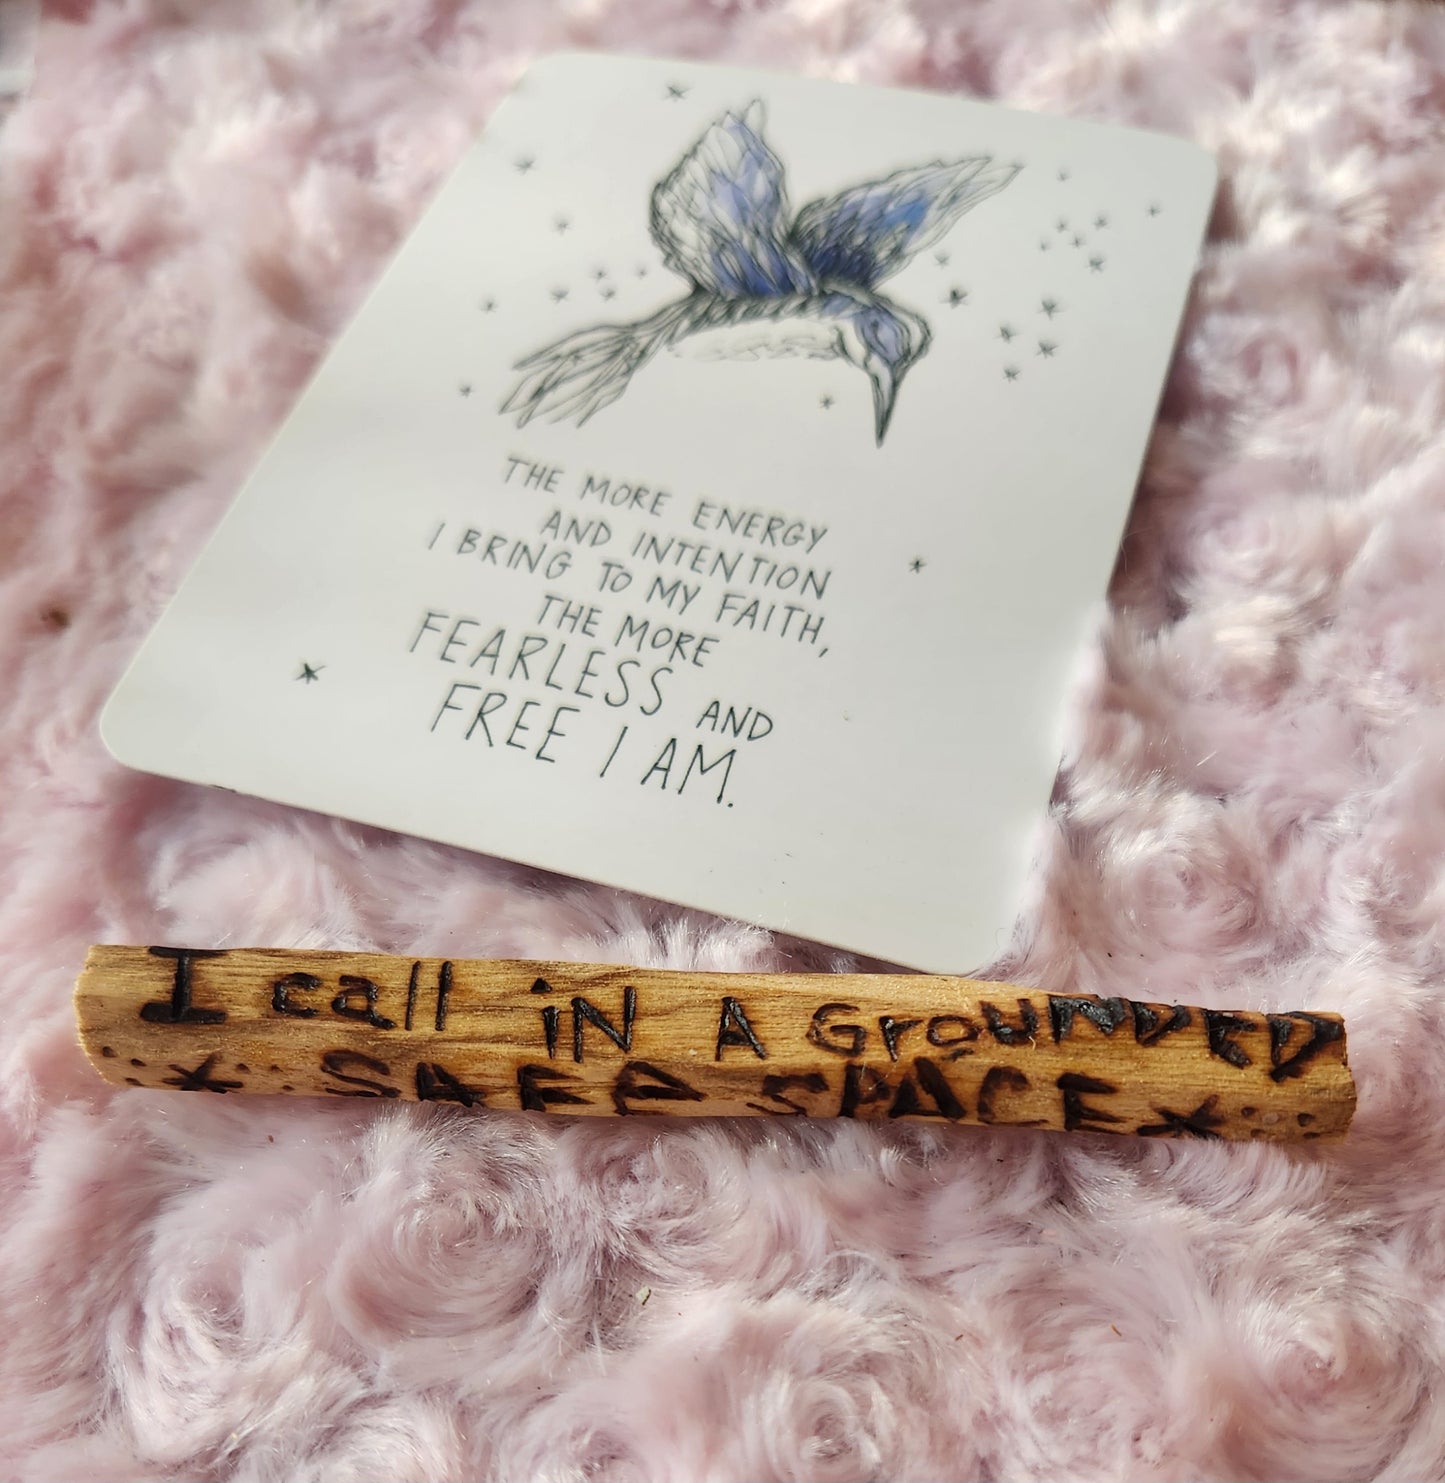 THE MORE ENERGY
AND INTENTION
I BRING TO MY FAITH,
THE MORE
FEARLESS AND
FREE I AM.
I call iN A GrOUNDED
SAFE SPACE